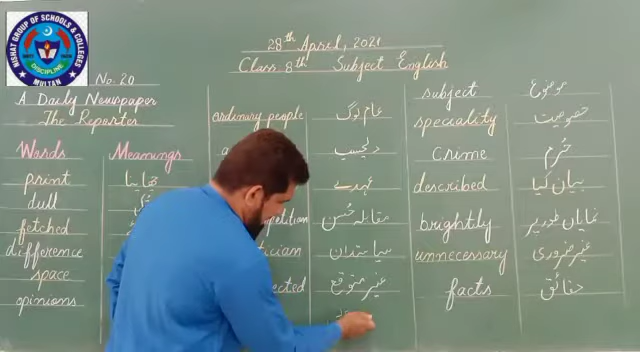 NISHAT GROUP OF SCHOOLS & COLLEGES
DISCIPLINE
MULTAN
28th April, 2021
Class 8th Subject English
No. 20
A Daily Newspaper
The Reporter
Words Meanings
print چھاپنا
dull
fetched
difference
space
opinions
ordinary people عام لوگ
دلچسپ
عہدے
مقابلہ حسن
سیاستدان
غیر متوقع
subject موضوع
speciality خصوصیت
crime جرم
described بیان کیا
brightly نمایاں طور پر
unnecessary غیر ضروری
facts حقائق